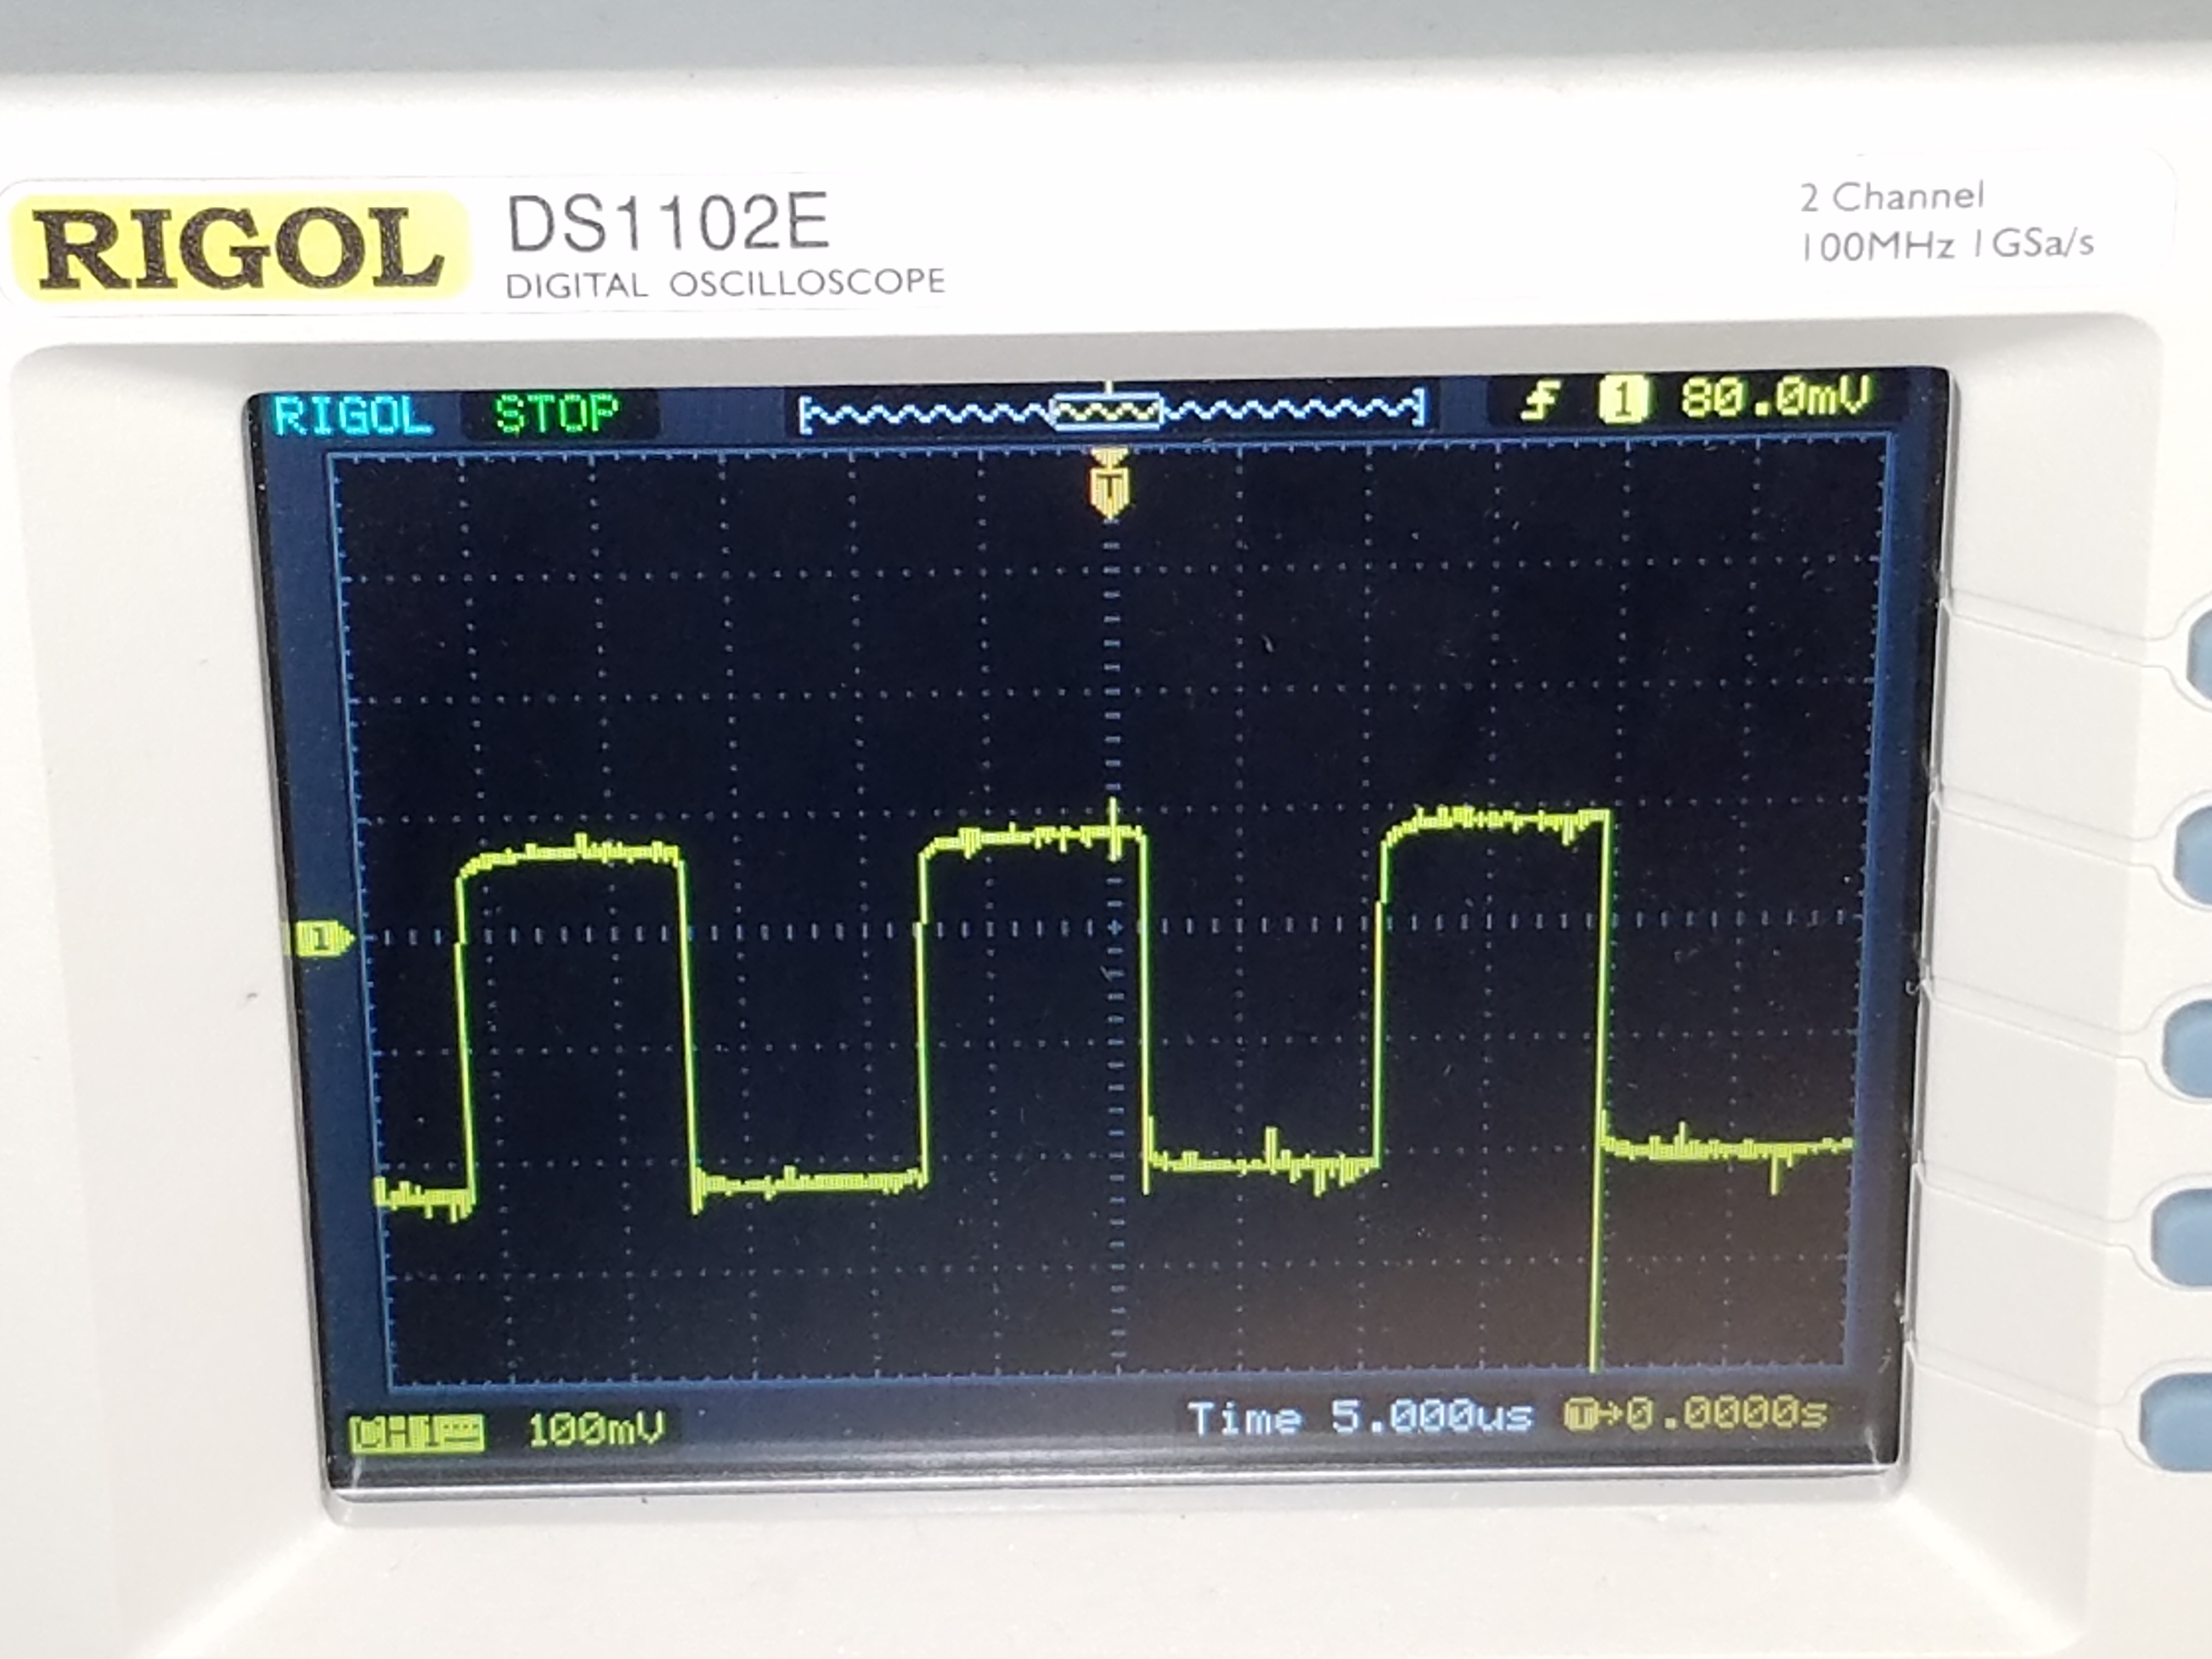 RIGOL DS1102E
DIGITAL OSCILLOSCOPE
2 Channel
100MHz 1GSa/s
RIGOL STOP 1 80.0mV
T
1
CH1 100mV Time 5.000us T→0.0000s